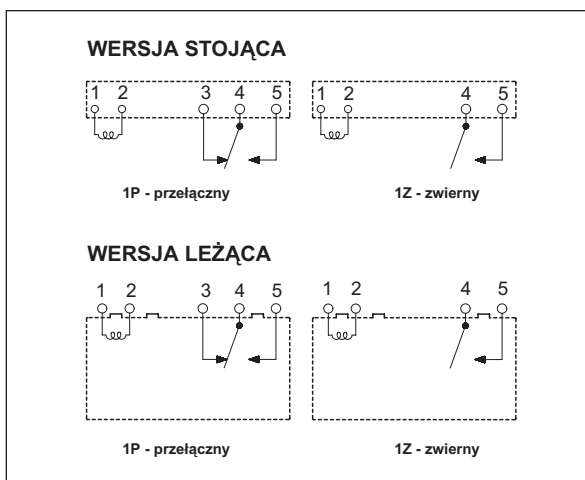 WERSJA STOJĄCA
1 2 3 4 5
1 2 4 5
1P - przełączny
1Z - zwierny
WERSJA LEŻĄCA
1 2 3 4 5
1 2 4 5
1P - przełączny
1Z - zwierny